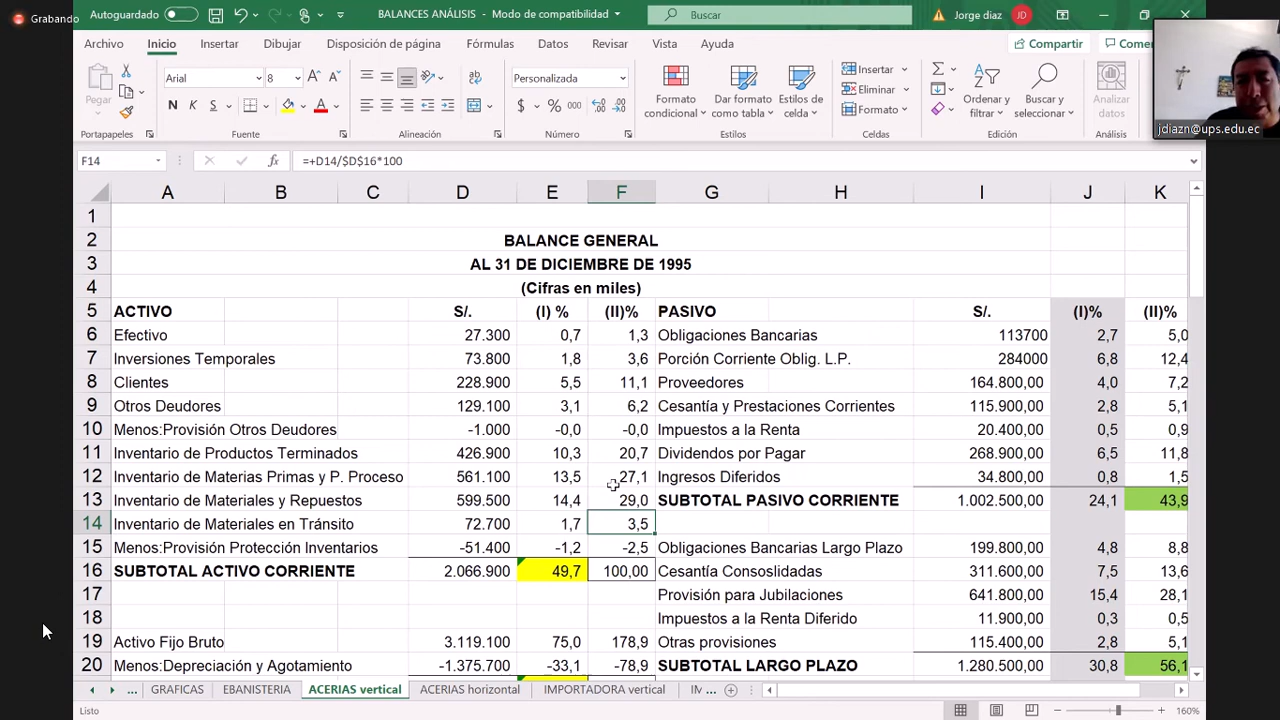 Grabando
Autoguardado
BALANCES ANÁLISIS - Modo de compatibilidad
Buscar
Jorge diaz
JD
Archivo Inicio Insertar Dibujar Disposición de página Fórmulas Datos Revisar Vista Ayuda
Compartir
Pegar
Arial
8
N K S
Personalizada
$ % 000
Formato condicional
Dar formato como tabla
Estilos de celda
Insertar
Eliminar
Formato
Ordenar y filtrar
Buscar y seleccionar
Analizar datos
jdiazn@ups.edu.ec
Portapapeles Fuente Alineación Número Estilos Celdas Edición Análisis
F14 fx =+D14/$D$16*100
A B C D E F G H I J K
1
2 BALANCE GENERAL
3 AL 31 DE DICIEMBRE DE 1995
4 (Cifras en miles)
5 ACTIVO S/. (I) % (II)% PASIVO S/. (I)% (II)%
6 Efectivo 27.300 0,7 1,3 Obligaciones Bancarias 113700 2,7 5,0
7 Inversiones Temporales 73.800 1,8 3,6 Porción Corriente Oblig. L.P. 284000 6,8 12,4
8 Clientes 228.900 5,5 11,1 Proveedores 164.800,00 4,0 7,2
9 Otros Deudores 129.100 3,1 6,2 Cesantía y Prestaciones Corrientes 115.900,00 2,8 5,1
10 Menos:Provisión Otros Deudores -1.000 -0,0 -0,0 Impuestos a la Renta 20.400,00 0,5 0,9
11 Inventario de Productos Terminados 426.900 10,3 20,7 Dividendos por Pagar 268.900,00 6,5 11,8
12 Inventario de Materias Primas y P. Proceso 561.100 13,5 27,1 Ingresos Diferidos 34.800,00 0,8 1,5
13 Inventario de Materiales y Repuestos 599.500 14,4 29,0 SUBTOTAL PASIVO CORRIENTE 1.002.500,00 24,1 43,9
14 Inventario de Materiales en Tránsito 72.700 1,7 3,5
15 Menos:Provisión Protección Inventarios -51.400 -1,2 -2,5 Obligaciones Bancarias Largo Plazo 199.800,00 4,8 8,8
16 SUBTOTAL ACTIVO CORRIENTE 2.066.900 49,7 100,00 Cesantía Consoslidadas 311.600,00 7,5 13,6
17 Provisión para Jubilaciones 641.800,00 15,4 28,1
18 Impuestos a la Renta Diferido 11.900,00 0,3 0,5
19 Activo Fijo Bruto 3.119.100 75,0 178,9 Otras provisiones 115.400,00 2,8 5,1
20 Menos:Depreciación y Agotamiento -1.375.700 -33,1 -78,9 SUBTOTAL LARGO PLAZO 1.280.500,00 30,8 56,1
... GRAFICAS EBANISTERIA ACERIAS vertical ACERIAS horizontal IMPORTADORA vertical ...
Listo
160%